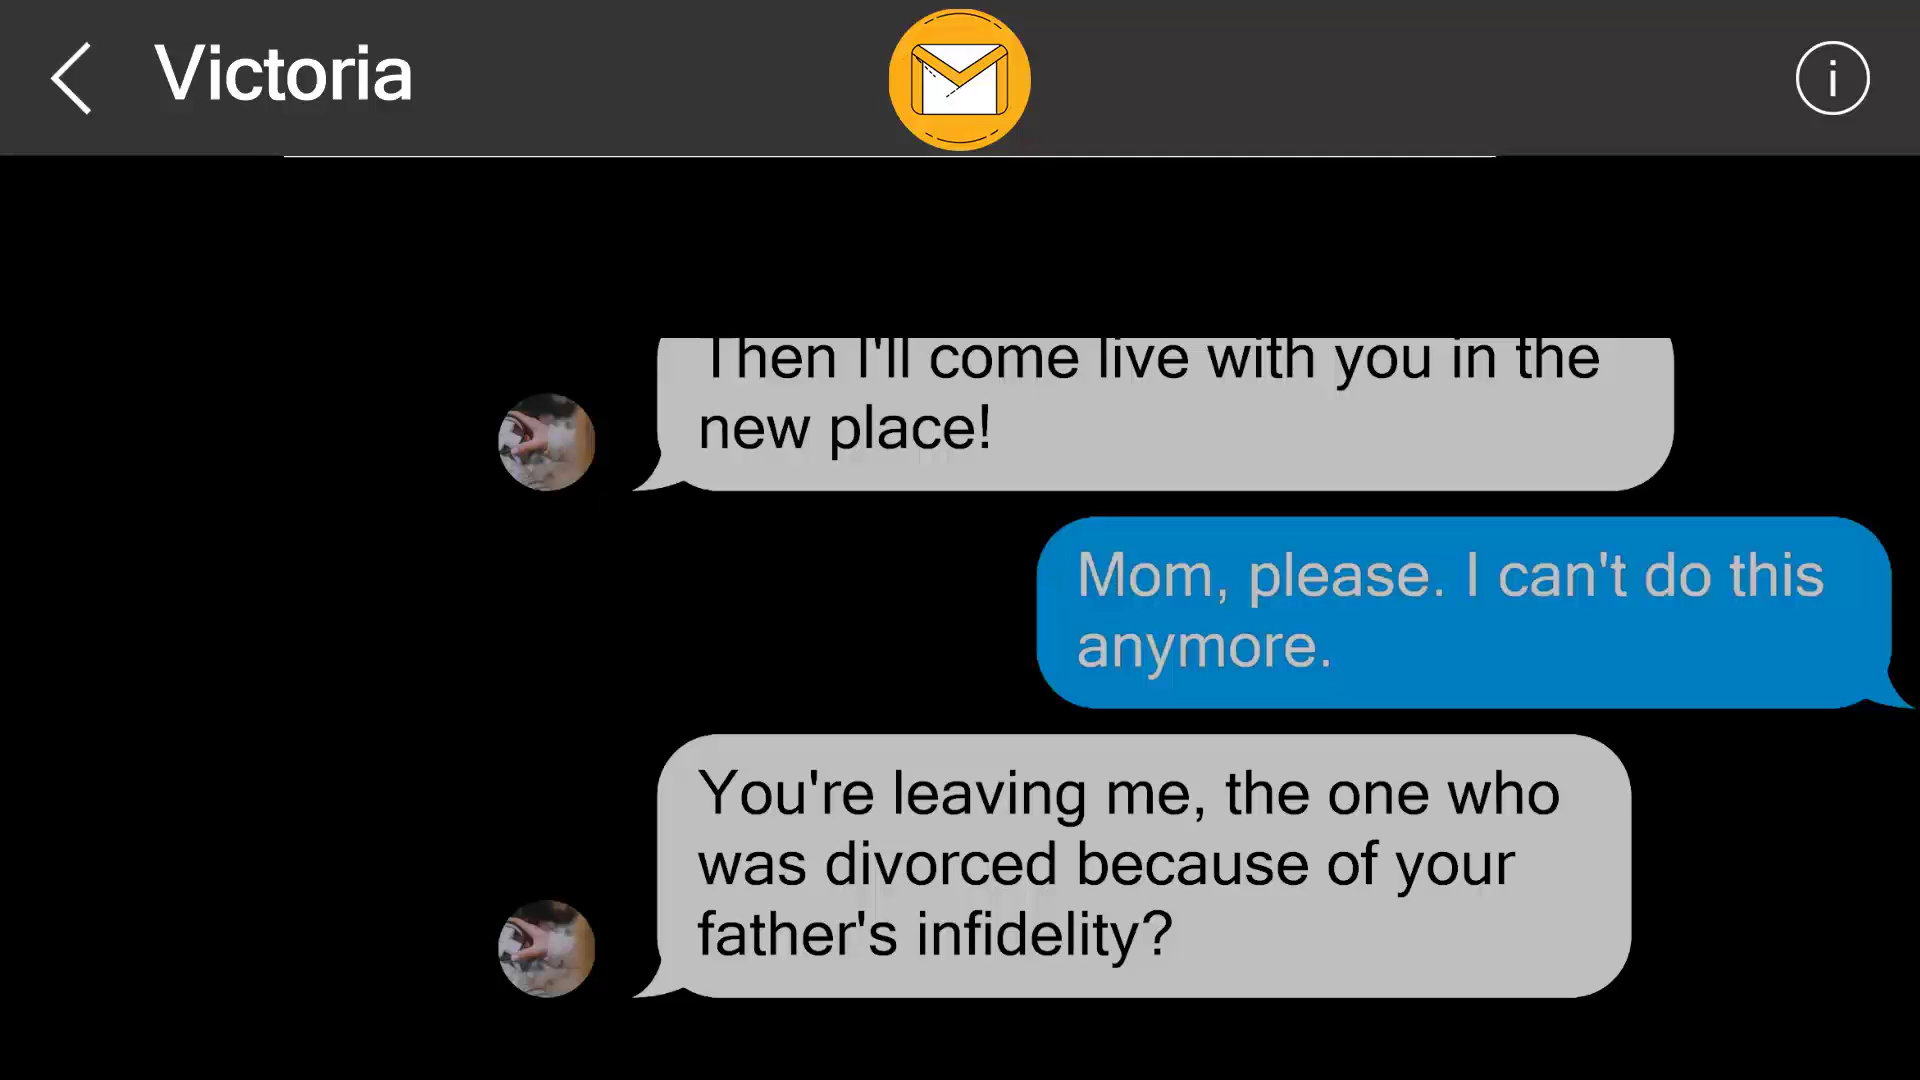 Victoria
i
Then I'll come live with you in the
new place!
Mom, please. I can't do this
anymore.
You're leaving me, the one who
was divorced because of your
father's infidelity?